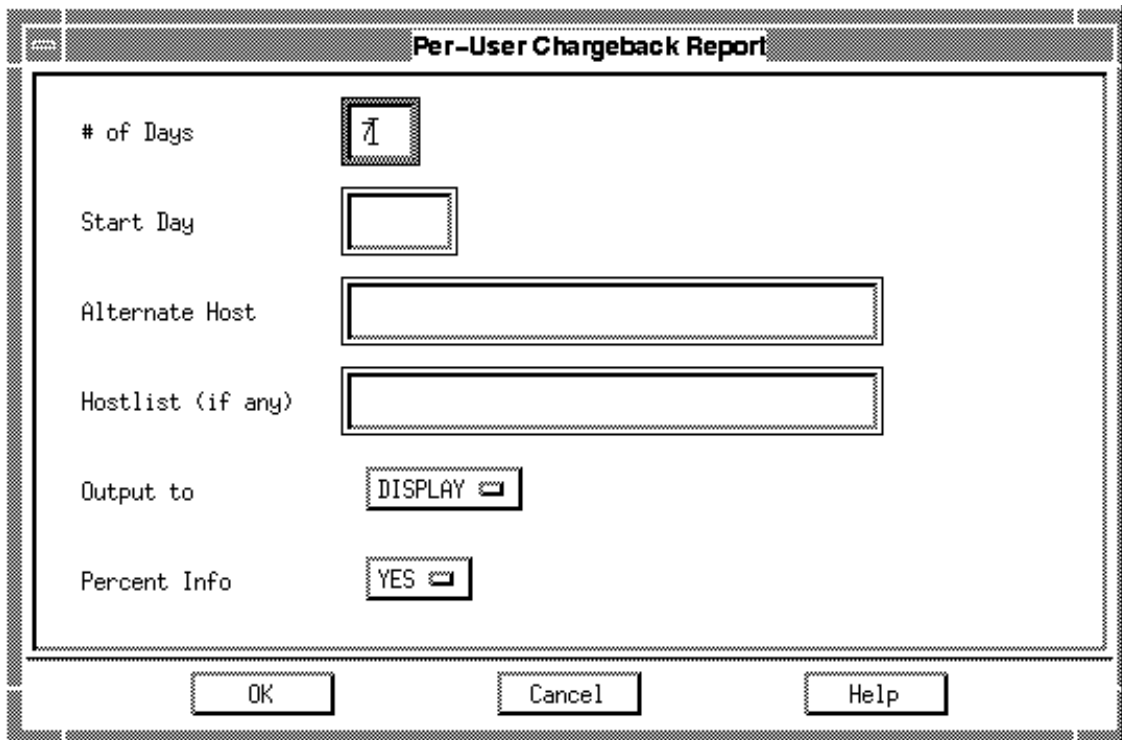 Per-User Chargeback Report
# of Days 7
Start Day
Alternate Host
Hostlist (if any)
Output to DISPLAY
Percent Info YES
OK Cancel Help